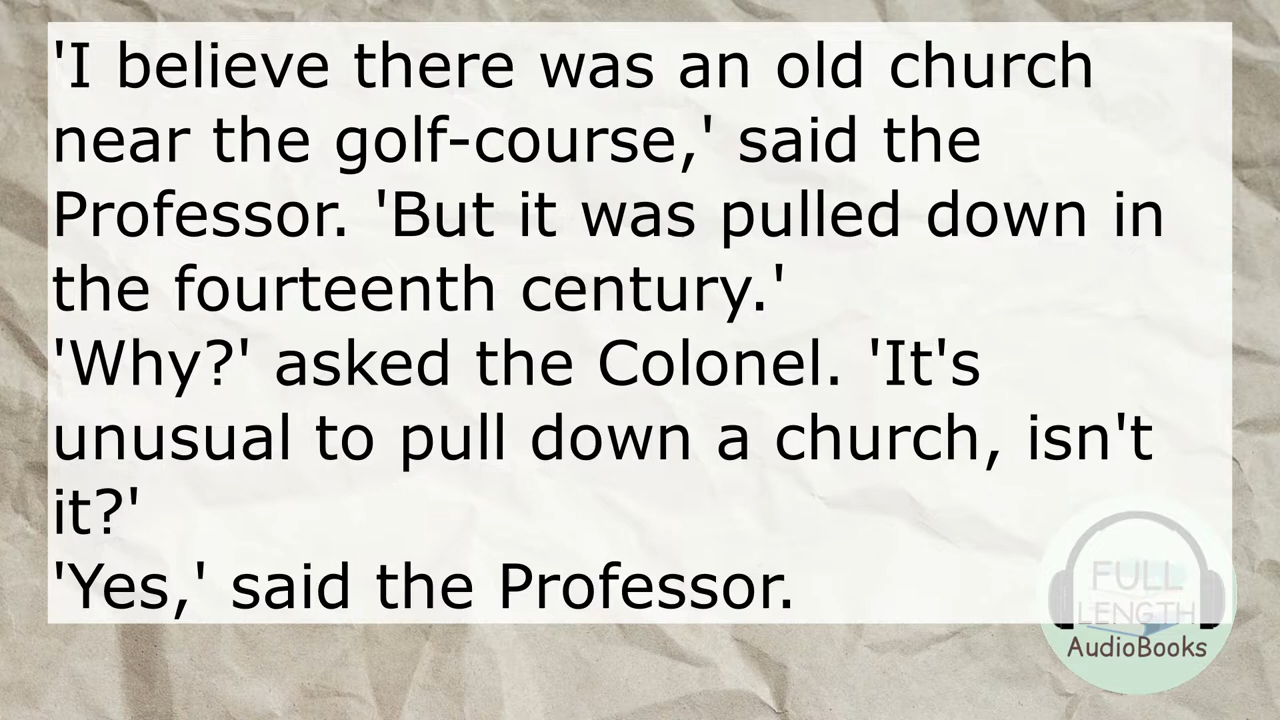 'I believe there was an old church
near the golf-course,' said the
Professor. 'But it was pulled down in
the fourteenth century.'
'Why?' asked the Colonel. 'It's
unusual to pull down a church, isn't
it?'
'Yes,' said the Professor.
FULL
LENGTH
AudioBooks